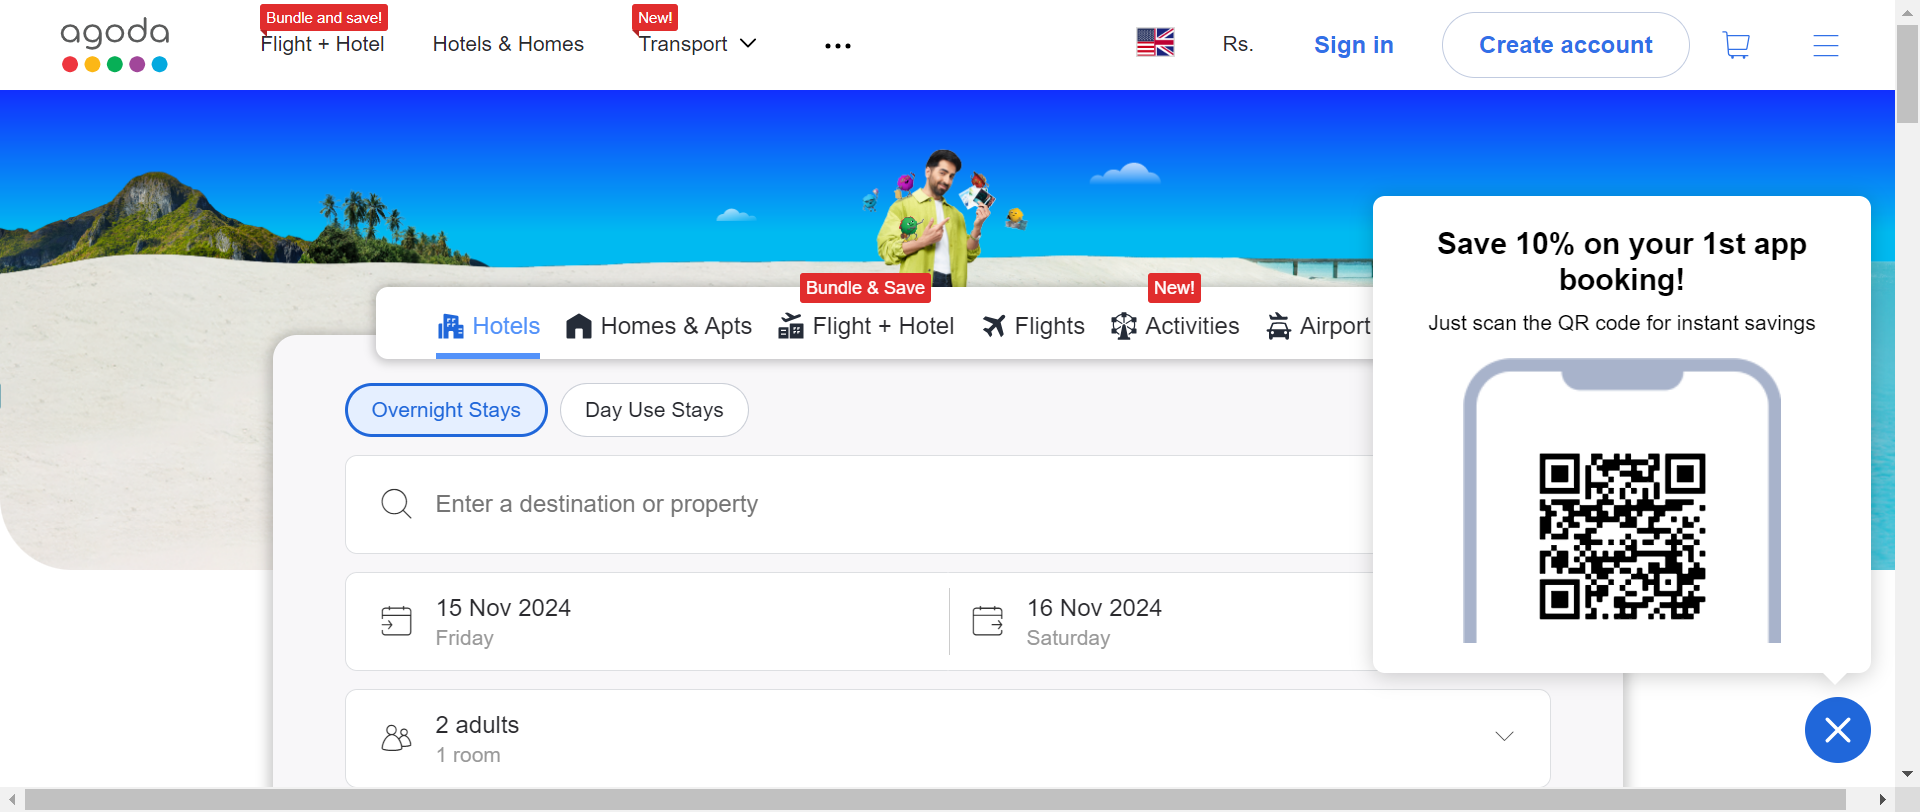 agoda
Bundle and save!
Flight + Hotel
Hotels & Homes
New!
Transport
Rs.
Sign in
Create account
Bundle & Save
New!
Hotels
Homes & Apts
Flight + Hotel
Flights
Activities
Airport
Overnight Stays
Day Use Stays
Enter a destination or property
15 Nov 2024
Friday
16 Nov 2024
Saturday
2 adults
1 room
Save 10% on your 1st app
booking!
Just scan the QR code for instant savings